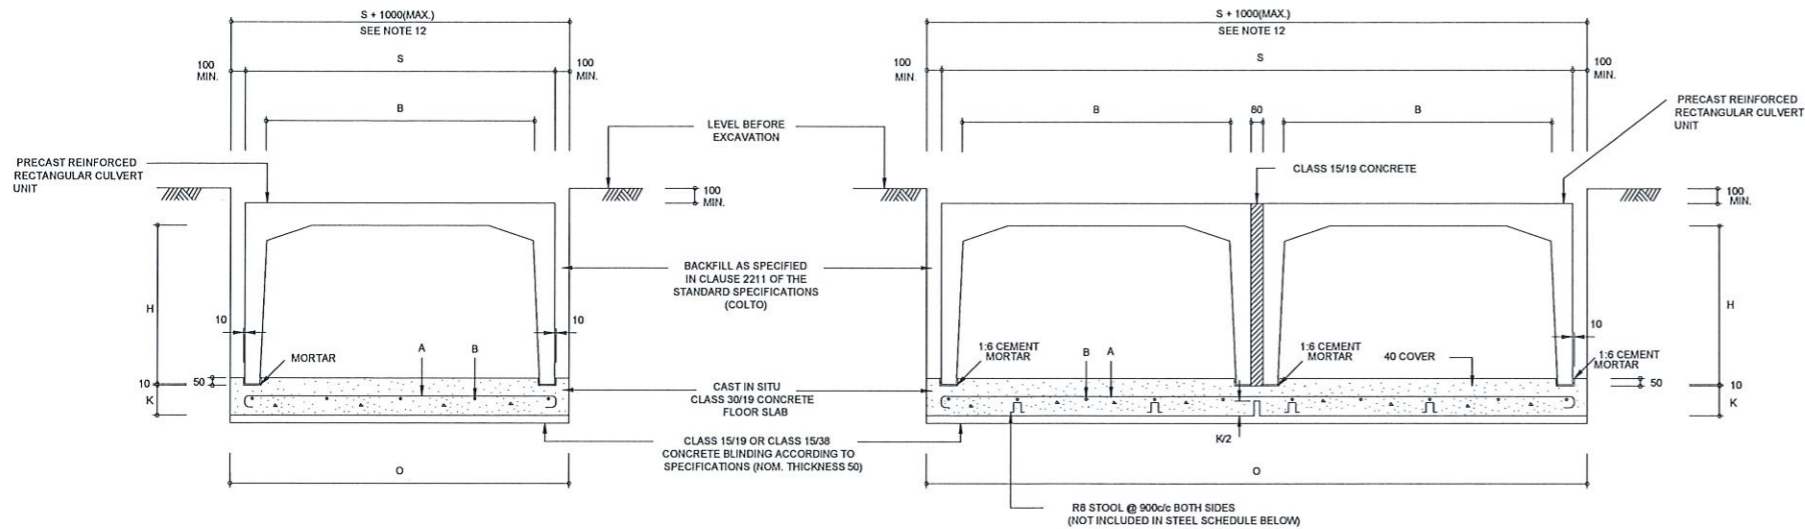 S + 1000(MAX.)
SEE NOTE 12
100
MIN.
S
100
MIN.
B
PRECAST REINFORCED
RECTANGULAR CULVERT
UNIT
100
MIN.
H
10
10
MORTAR
A
B
10
50
K
O
LEVEL BEFORE
EXCAVATION
BACKFILL AS SPECIFIED
IN CLAUSE 2211 OF THE
STANDARD SPECIFICATIONS
(COLTO)
CAST IN SITU
CLASS 30/19 CONCRETE
FLOOR SLAB
CLASS 15/19 OR CLASS 15/38
CONCRETE BLINDING ACCORDING TO
SPECIFICATIONS (NOM. THICKNESS 50)
S + 1000(MAX.)
SEE NOTE 12
100
MIN.
S
100
MIN.
B
80
B
PRECAST REINFORCED
RECTANGULAR CULVERT
UNIT
CLASS 15/19 CONCRETE
100
MIN.
H
10
1:6 CEMENT
MORTAR
B
A
1:6 CEMENT
MORTAR
40 COVER
1:6 CEMENT
MORTAR
50
10
K
K/2
O
R8 STOOL @ 900c/c BOTH SIDES
(NOT INCLUDED IN STEEL SCHEDULE BELOW)